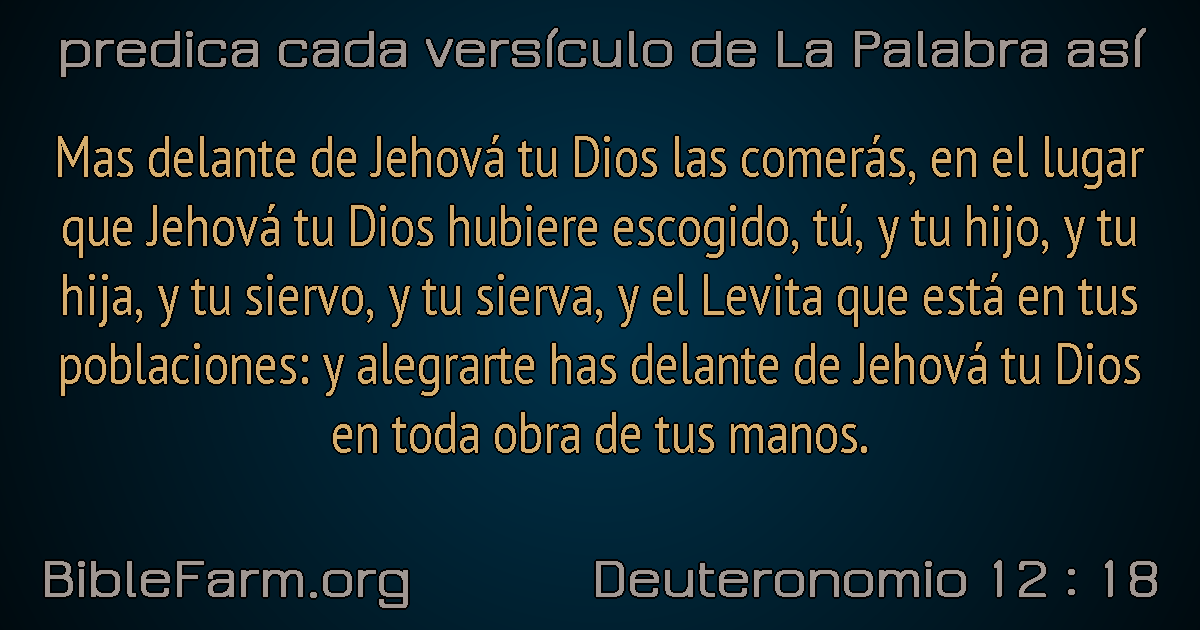 predica cada versículo de La Palabra así
Mas delante de Jehová tu Dios las comerás, en el lugar
que Jehová tu Dios hubiere escogido, tú, y tu hijo, y tu
hija, y tu siervo, y tu sierva, y el Levita que está en tus
poblaciones: y alegrarte has delante de Jehová tu Dios
en toda obra de tus manos.
BibleFarm.org Deuteronomio 12 : 18